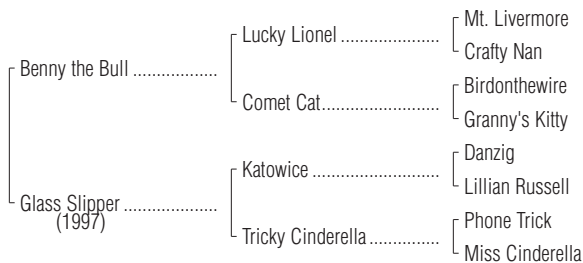 Mt. Livermore
Lucky Lionel ....................
Crafty Nan
Benny the Bull .................
Birdonthewire
Comet Cat........................
Granny's Kitty
Danzig
Katowice .........................
Lillian Russell
Glass Slipper ...................
(1997)
Phone Trick
Tricky Cinderella..............
Miss Cinderella